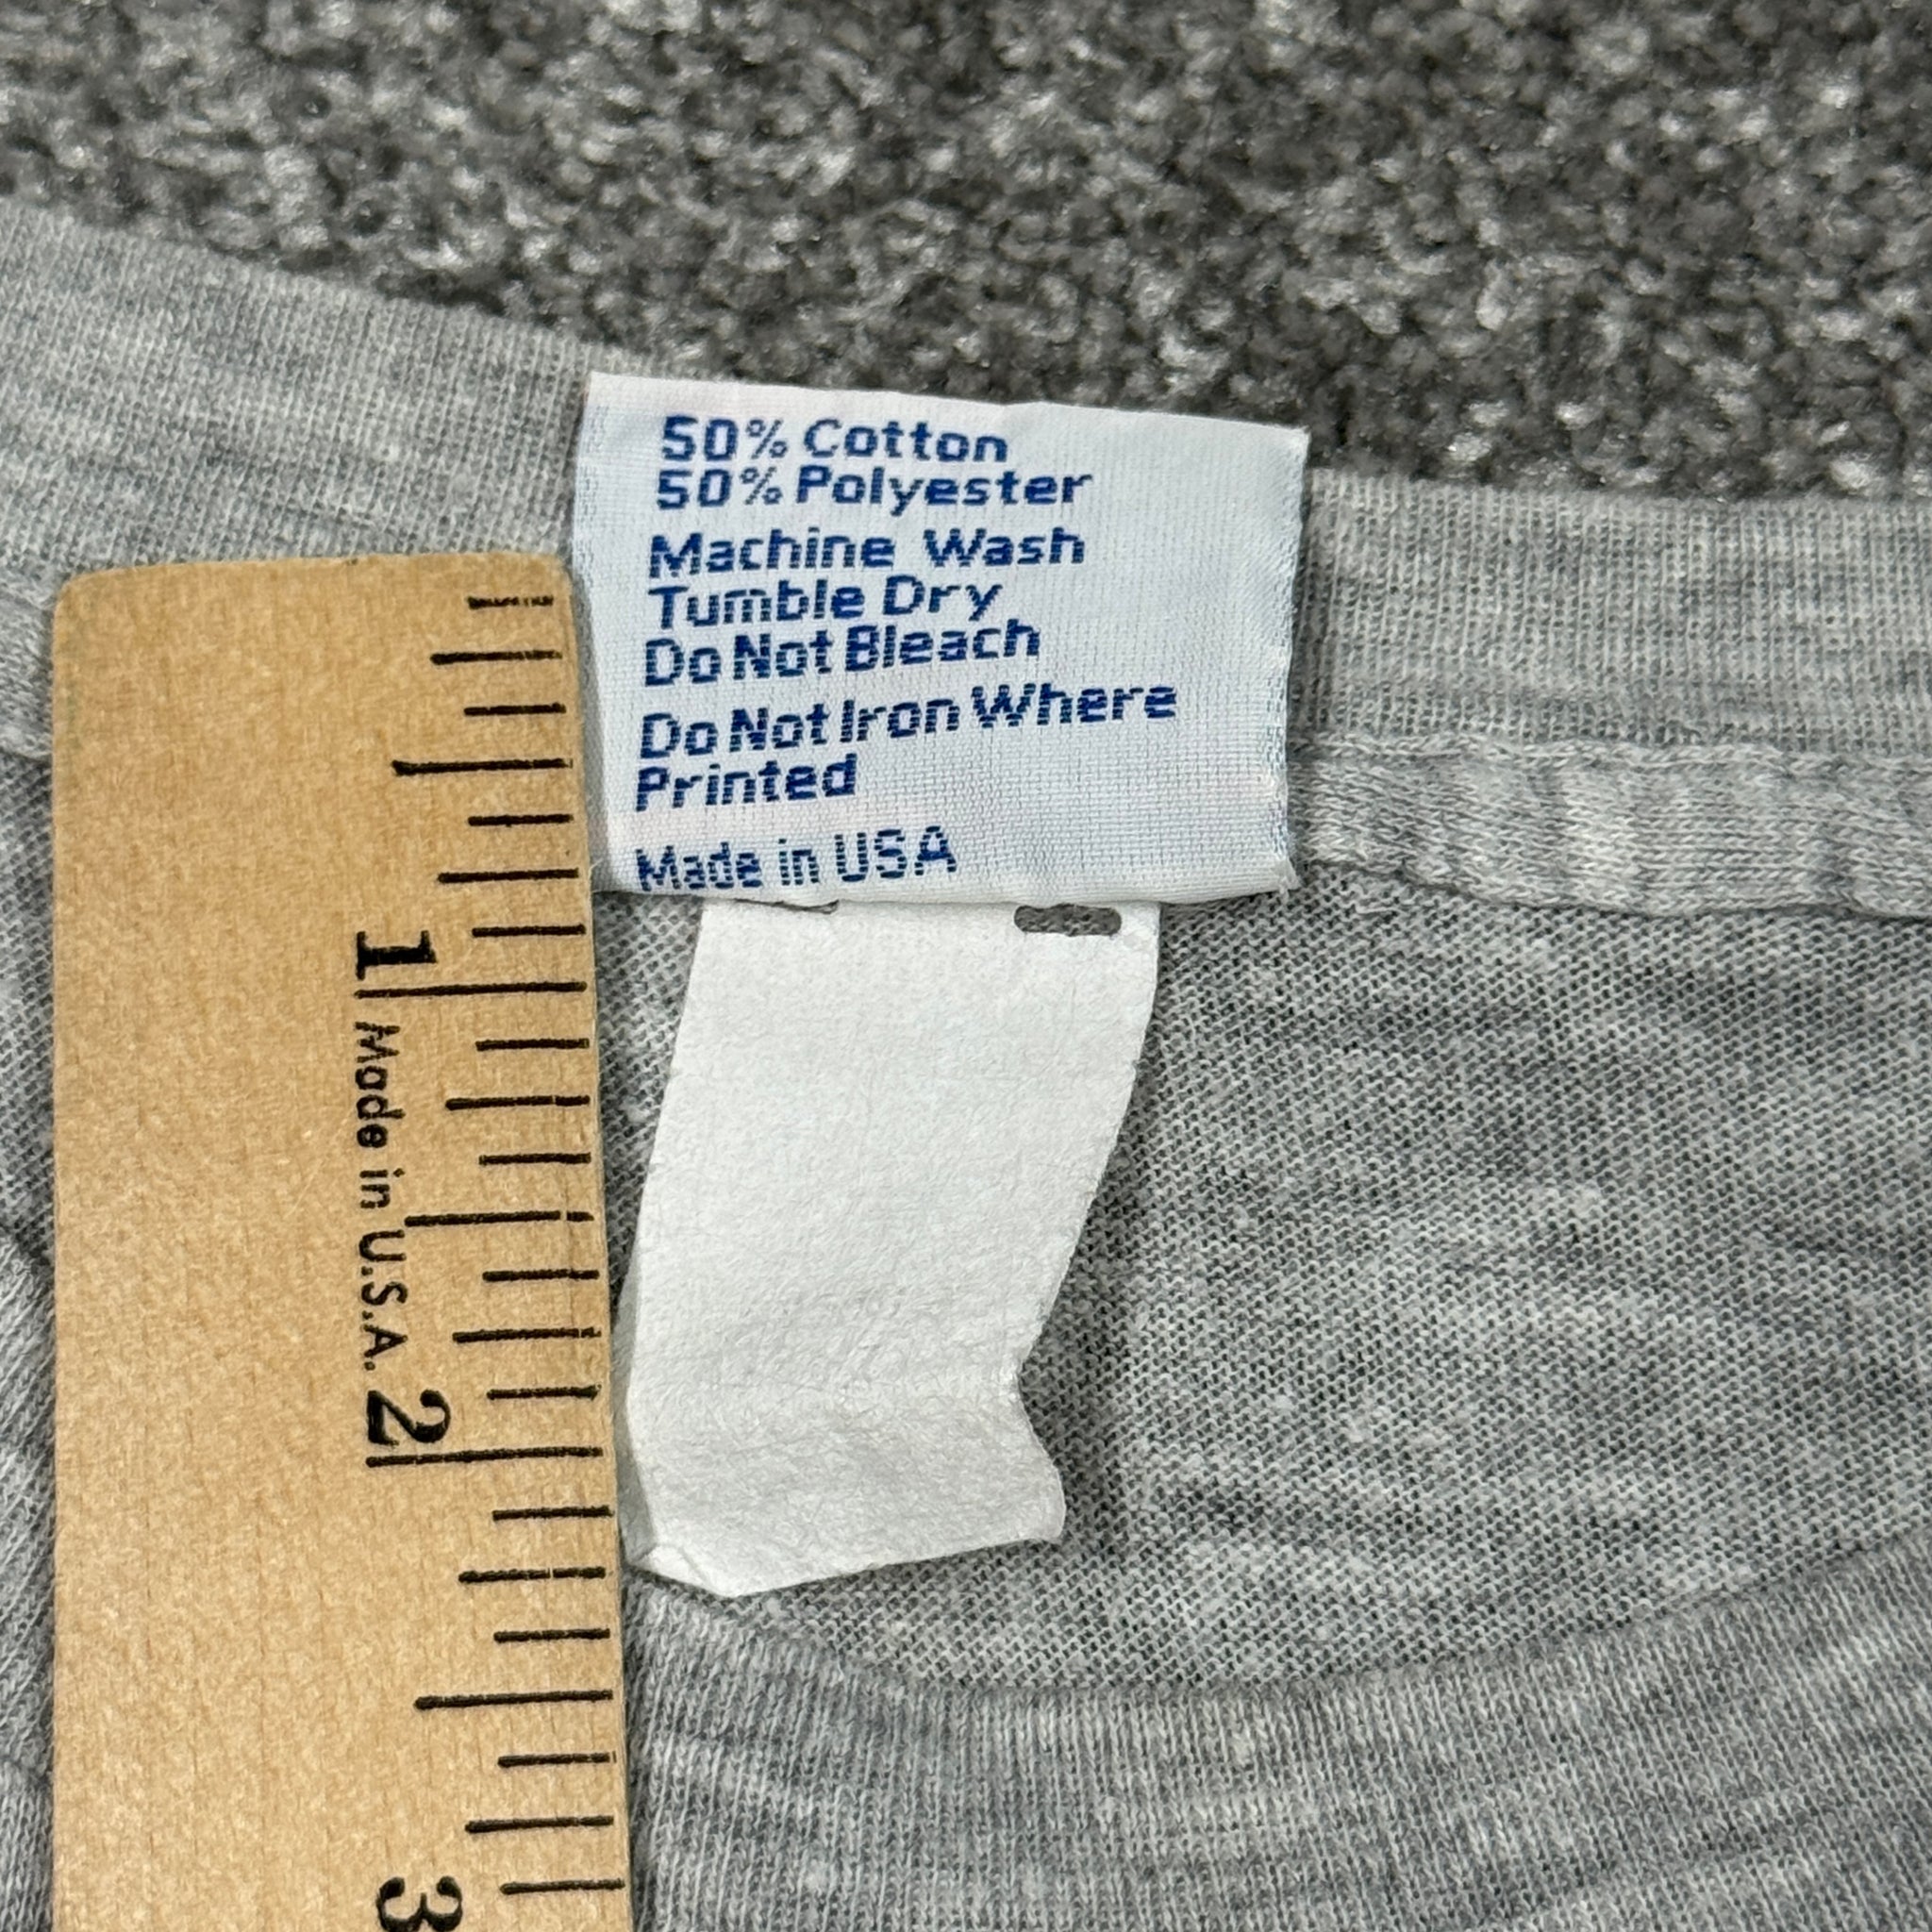 50% Cotton
50% Polyester
Machine Wash
Tumble Dry
Do Not Bleach
Do Not Iron Where
Printed
Made in USA
1
Made in U.S.A.
2
3